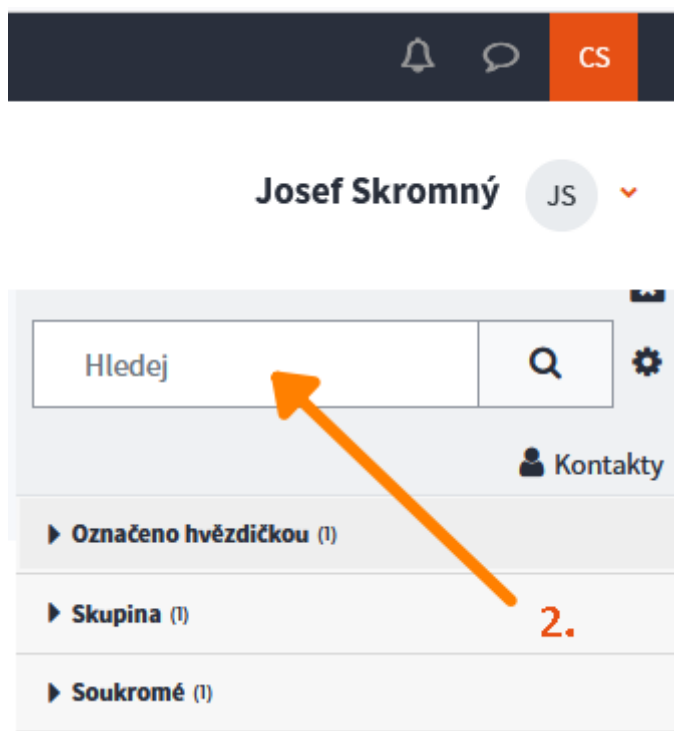 CS
Josef Skromný JS
Hledej
Kontakty
Označeno hvězdičkou (1)
Skupina (1)
2.
Soukromé (1)